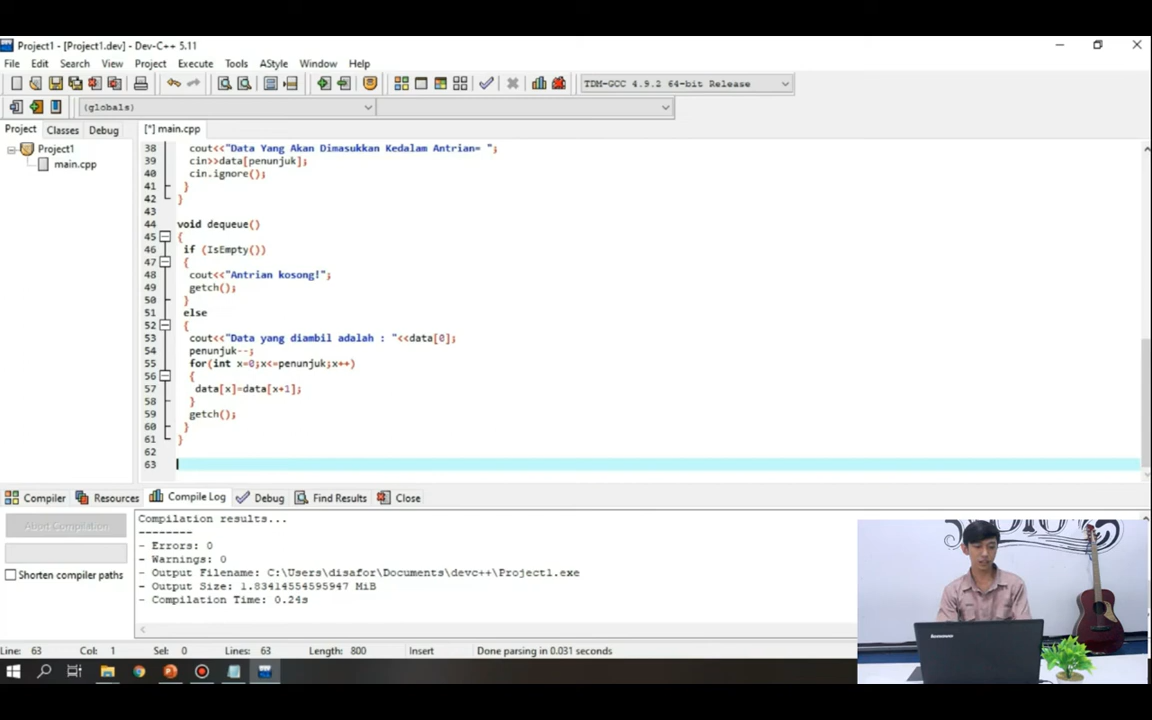 Project1 - [Project1.dev] - Dev-C++ 5.11
File Edit Search View Project Execute Tools AStyle Window Help
TDM-GCC 4.9.2 64-bit Release
(globals)
Project Classes Debug
[*] main.cpp
Project1
main.cpp
38 cout<<"Data Yang Akan Dimasukkan Kedalam Antrian= ";
39 cin>>data[penunjuk];
40 cin.ignore();
41 }
42 }
43
44 void dequeue()
45 {
46 if (IsEmpty())
47 {
48 cout<<"Antrian kosong!";
49 getch();
50 }
51 else
52 {
53 cout<<"Data yang diambil adalah : "<<data[0];
54 penunjuk--;
55 for(int x=0;x<=penunjuk;x++)
56 {
57 data[x]=data[x+1];
58 }
59 getch();
60 }
61 }
62
63
Compiler Resources Compile Log Debug Find Results Close
Abort Compilation
Shorten compiler paths
Compilation results...
--------
- Errors: 0
- Warnings: 0
- Output Filename: C:\Users\disafor\Documents\devc++\Project1.exe
- Output Size: 1.83414554595947 MiB
- Compilation Time: 0.24s
Line: 63 Col: 1 Sel: 0 Lines: 63 Length: 800 Insert Done parsing in 0.031 seconds